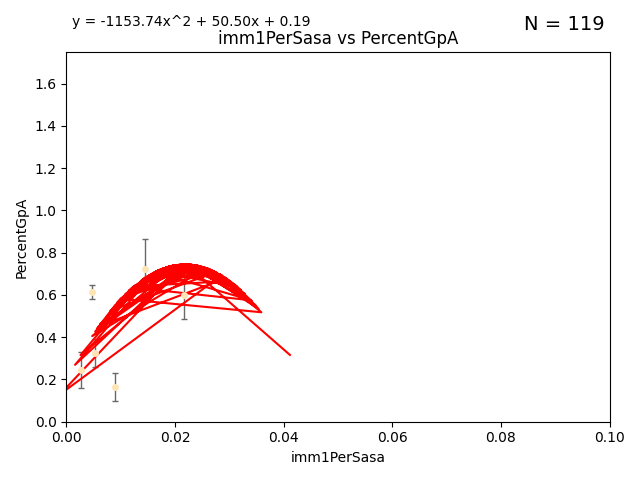 y = -1153.74x^2 + 50.50x + 0.19
N = 119
imm1PerSasa vs PercentGpA
PercentGpA
1.6
1.4
1.2
1.0
0.8
0.6
0.4
0.2
0.0
0.00 0.02 0.04 0.06 0.08 0.10
imm1PerSasa